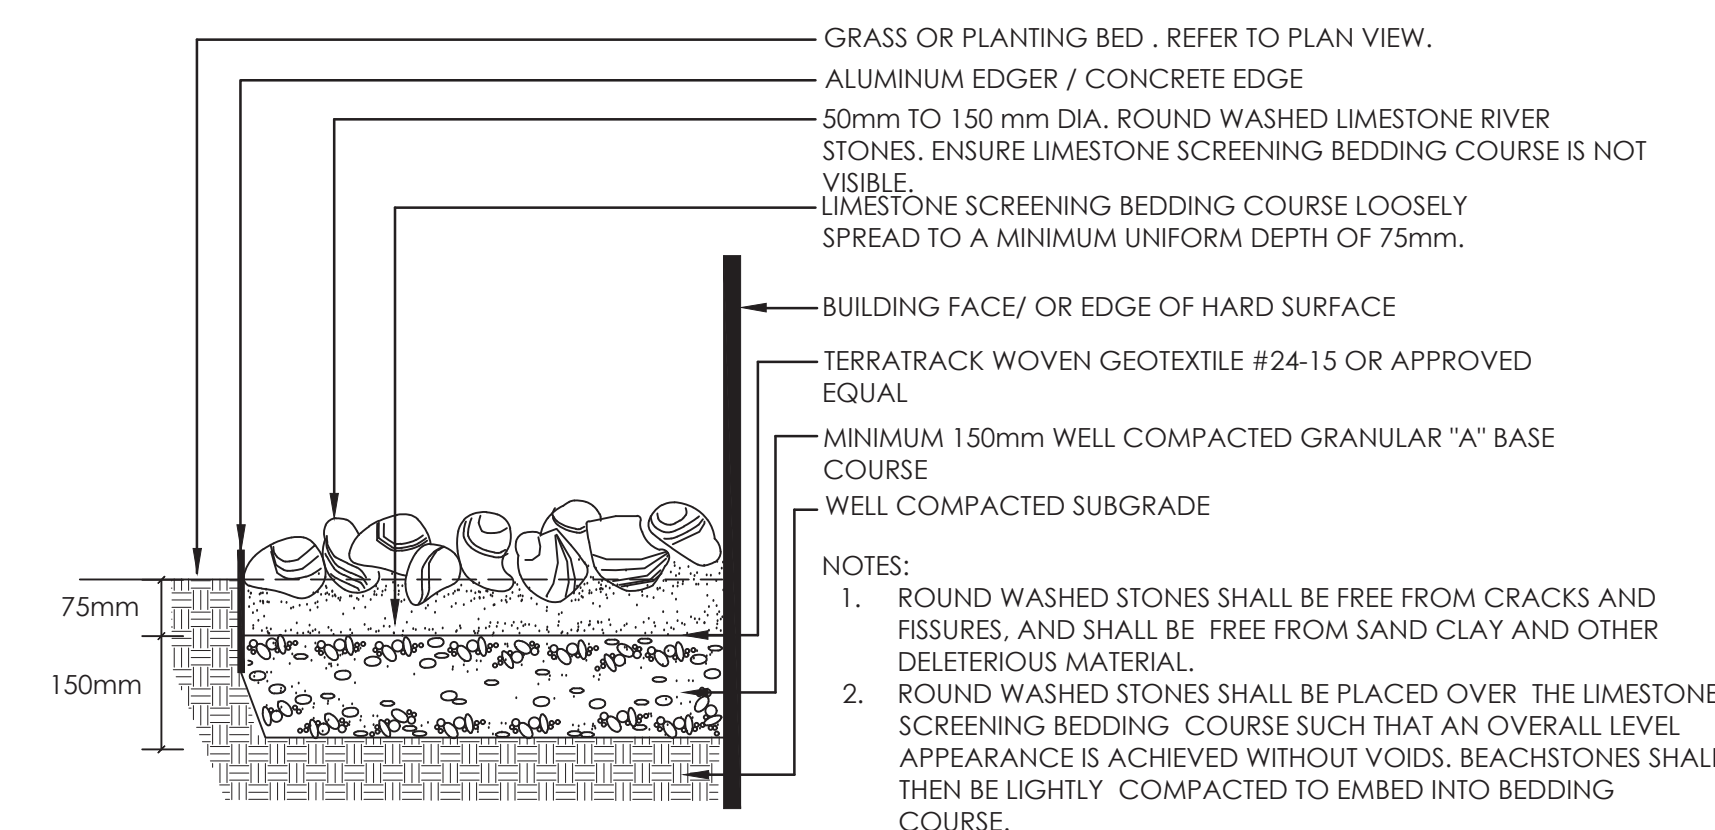 GRASS OR PLANTING BED . REFER TO PLAN VIEW.
ALUMINUM EDGER / CONCRETE EDGE
50mm TO 150 mm DIA. ROUND WASHED LIMESTONE RIVER
STONES. ENSURE LIMESTONE SCREENING BEDDING COURSE IS NOT
VISIBLE.
LIMESTONE SCREENING BEDDING COURSE LOOSELY
SPREAD TO A MINIMUM UNIFORM DEPTH OF 75mm.
BUILDING FACE/ OR EDGE OF HARD SURFACE
TERRATRACK WOVEN GEOTEXTILE #24-15 OR APPROVED
EQUAL
MINIMUM 150mm WELL COMPACTED GRANULAR "A" BASE
COURSE
WELL COMPACTED SUBGRADE
75mm
150mm
NOTES:
1. ROUND WASHED STONES SHALL BE FREE FROM CRACKS AND
FISSURES, AND SHALL BE FREE FROM SAND CLAY AND OTHER
DELETERIOUS MATERIAL.
2. ROUND WASHED STONES SHALL BE PLACED OVER THE LIMESTONE
SCREENING BEDDING COURSE SUCH THAT AN OVERALL LEVEL
APPEARANCE IS ACHIEVED WITHOUT VOIDS. BEACHSTONES SHALL
THEN BE LIGHTLY COMPACTED TO EMBED INTO BEDDING
COURSE.